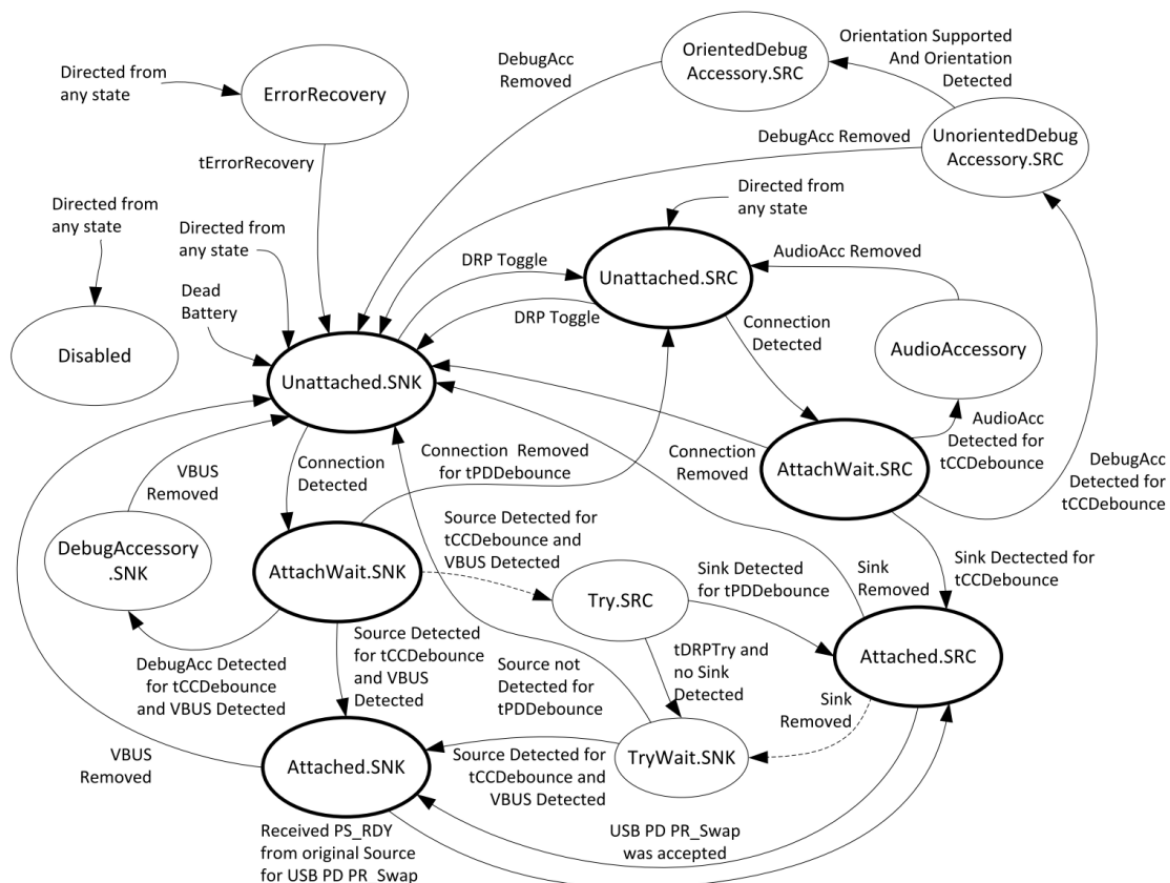 Directed from
any state
ErrorRecovery
tErrorRecovery
DebugAcc
Removed
OrientedDebug
Accessory.SRC
Orientation Supported
And Orientation
Detected
DebugAcc Removed
UnorientedDebug
Accessory.SRC
Directed from
any state
Disabled
Directed from
any state
Dead
Battery
DRP Toggle
DRP Toggle
Directed from
any state
Unattached.SRC
AudioAcc Removed
AudioAccessory
Connection
Detected
Unattached.SNK
Connection
Removed
AttachWait.SRC
AudioAcc
Detected for
tCCDebounce
DebugAcc
Detected for
tCCDebounce
VBUS
Removed
Connection
Detected
Connection Removed
for tPDDebounce
DebugAccessory
.SNK
AttachWait.SNK
Source Detected for
tCCDebounce and
VBUS Detected
Try.SRC
Sink Detected
for tPDDebounce
Sink
Removed
Sink Dectected for
tCCDebounce
Attached.SRC
DebugAcc Detected
for tCCDebounce
and VBUS Detected
Source Detected
for tCCDebounce
and VBUS
Detected
Source not
Detected for
tPDDebounce
tDRPTry and
no Sink
Detected
Sink
Removed
VBUS
Removed
Attached.SNK
Source Detected for
tCCDebounce and
VBUS Detected
TryWait.SNK
Received PS_RDY
from original Source
for USB PD PR_Swap
USB PD PR_Swap
was accepted